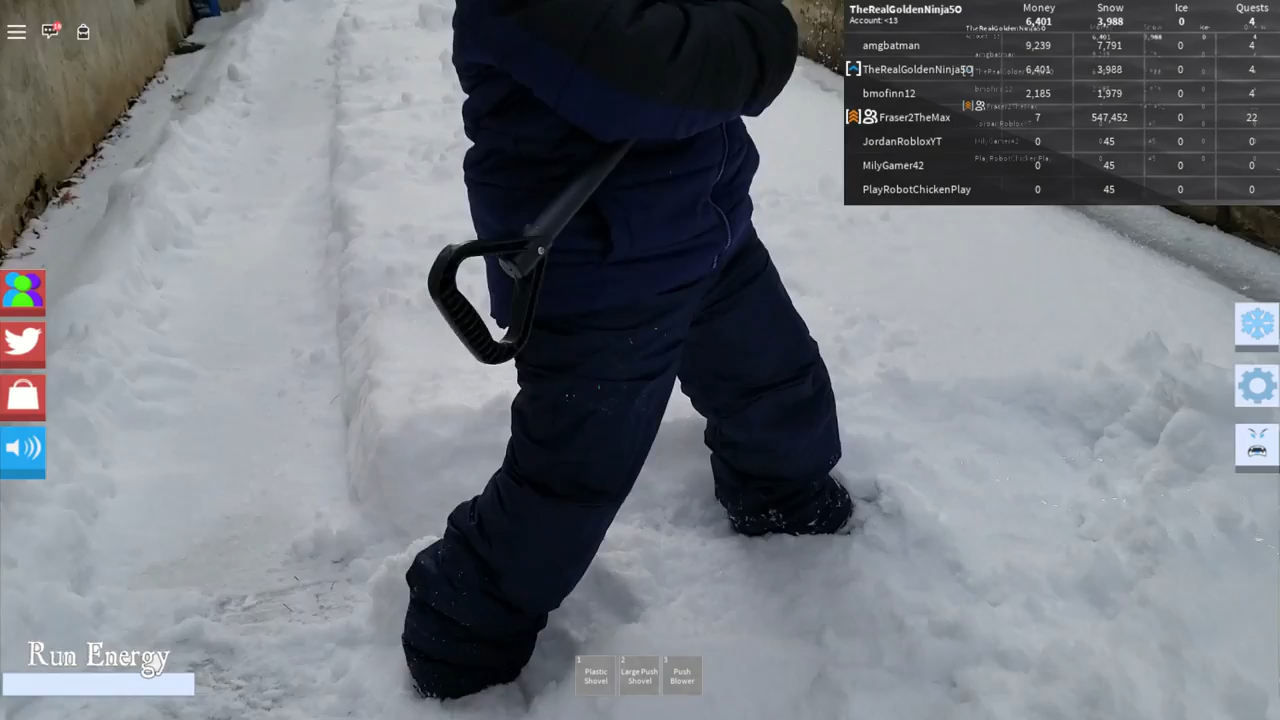 TheRealGoldenNinja50 Money Snow Ice Quests
Account: <13 6,401 3,988 0 4
amgbatman 9,239 7,791 0 4
TheRealGoldenNinja50 6,401 3,988 0 4
bmofinn12 2,185 1,979 0 4
Fraser2TheMax 7 547,452 0 22
JordanRobloxYT 0 45 0 0
MilyGamer42 0 45 0 0
PlayRobotChickenPlay 0 45 0 0
Run Energy
1 Plastic Shovel
2 Large Push Shovel
3 Push Blower